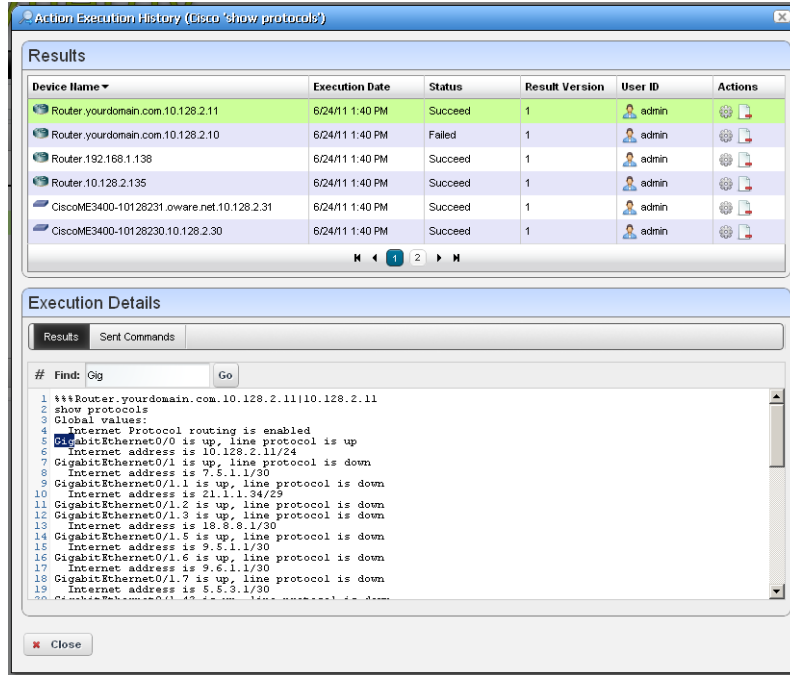 Action Execution History (Cisco 'show protocols')
Results
Device Name Execution Date Status Result Version User ID Actions
Router.yourdomain.com.10.128.2.11 6/24/11 1:40 PM Succeed 1 admin
Router.yourdomain.com.10.128.2.10 6/24/11 1:40 PM Failed 1 admin
Router.192.168.1.138 6/24/11 1:40 PM Succeed 1 admin
Router.10.128.2.135 6/24/11 1:40 PM Succeed 1 admin
CiscoME3400-10128231.oware.net.10.128.2.31 6/24/11 1:40 PM Succeed 1 admin
CiscoME3400-10128230.10.128.2.30 6/24/11 1:40 PM Succeed 1 admin
1 2
Execution Details
Results Sent Commands
# Find: Gig Go
1 %%%Router.yourdomain.com.10.128.2.11|10.128.2.11
2 show protocols
3 Global values:
4 Internet Protocol routing is enabled
5 GigabitEthernet0/0 is up, line protocol is up
6 Internet address is 10.128.2.11/24
7 GigabitEthernet0/1 is up, line protocol is down
8 Internet address is 7.5.1.1/30
9 GigabitEthernet0/1.1 is up, line protocol is down
10 Internet address is 21.1.1.34/29
11 GigabitEthernet0/1.2 is up, line protocol is down
12 GigabitEthernet0/1.3 is up, line protocol is down
13 Internet address is 18.8.8.1/30
14 GigabitEthernet0/1.5 is up, line protocol is down
15 Internet address is 9.5.1.1/30
16 GigabitEthernet0/1.6 is up, line protocol is down
17 Internet address is 9.6.1.1/30
18 GigabitEthernet0/1.7 is up, line protocol is down
19 Internet address is 5.5.3.1/30
Close